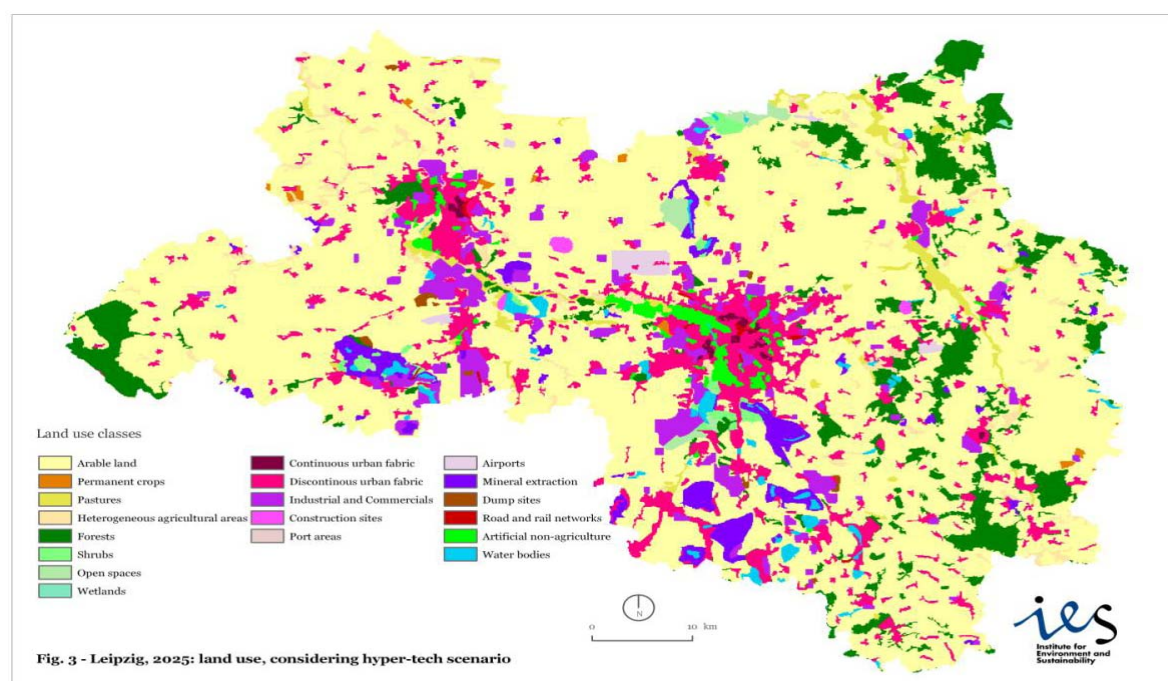 Land use classes
Arable land
Permanent crops
Pastures
Heterogeneous agricultural areas
Forests
Shrubs
Open spaces
Wetlands
Continuous urban fabric
Discontinous urban fabric
Industrial and Commercials
Construction sites
Port areas
Airports
Mineral extraction
Dump sites
Road and rail networks
Artificial non-agriculture
Water bodies
N
0 10 km
ies
Institute for
Environment and
Sustainability
Fig. 3 - Leipzig, 2025: land use, considering hyper-tech scenario